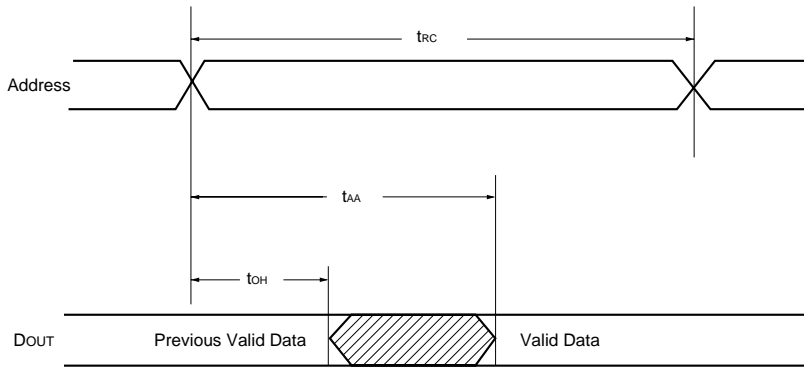 tRC
Address
tAA
tOH
DOUT
Previous Valid Data
Valid Data